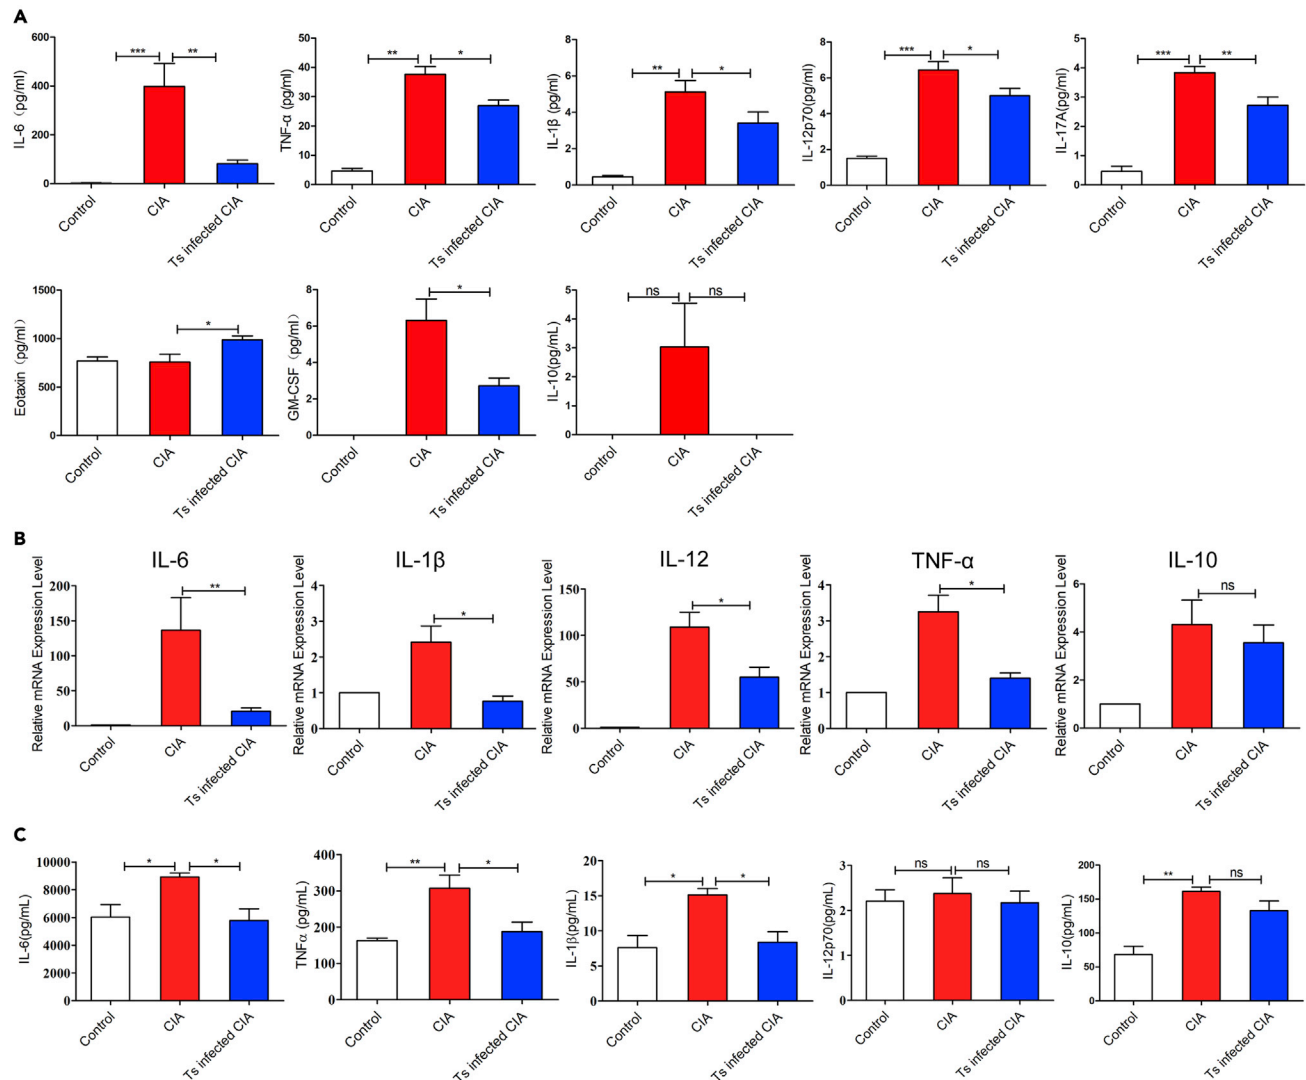 A
IL-6 (pg/ml)
600
400
200
0
*** **
Control
CIA
Ts infected CIA
TNF-α (pg/ml)
50
40
30
20
10
0
** *
Control
CIA
Ts infected CIA
IL-1β (pg/ml)
8
6
4
2
0
** *
Control
CIA
Ts infected CIA
IL-12p70(pg/ml)
8
6
4
2
0
*** *
Control
CIA
Ts infected CIA
IL-17A(pg/ml)
5
4
3
2
1
0
*** **
Control
CIA
Ts infected CIA
Eotaxin (pg/ml)
1500
1000
500
0
*
Control
CIA
Ts infected CIA
GM-CSF (pg/ml)
8
6
4
2
0
*
Control
CIA
Ts infected CIA
IL-10(pg/mL)
5
4
3
2
1
0
ns ns
control
CIA
Ts infected CIA
B
IL-6
Relative mRNA Expression Level
200
150
100
50
0
**
Control
CIA
Ts infected CIA
IL-1β
Relative mRNA Expression Level
4
3
2
1
0
*
Control
CIA
Ts infected CIA
IL-12
Relative mRNA Expression Level
150
100
50
0
*
Control
CIA
Ts infected CIA
TNF-α
Relative mRNA Expression Level
4
3
2
1
0
*
Control
CIA
Ts infected CIA
IL-10
Relative mRNA Expression Level
6
4
2
0
ns
Control
CIA
Ts infected CIA
C
IL-6(pg/mL)
10000
8000
6000
4000
2000
0
* *
Control
CIA
Ts infected CIA
TNFα (pg/mL)
400
300
200
100
0
** *
Control
CIA
Ts infected CIA
IL-1β(pg/mL)
20
15
10
5
0
* *
Control
CIA
Ts infected CIA
IL-12p70(pg/mL)
3
2
1
0
ns ns
Control
CIA
Ts infected CIA
IL-10(pg/mL)
200
150
100
50
0
** ns
Control
CIA
Ts infected CIA